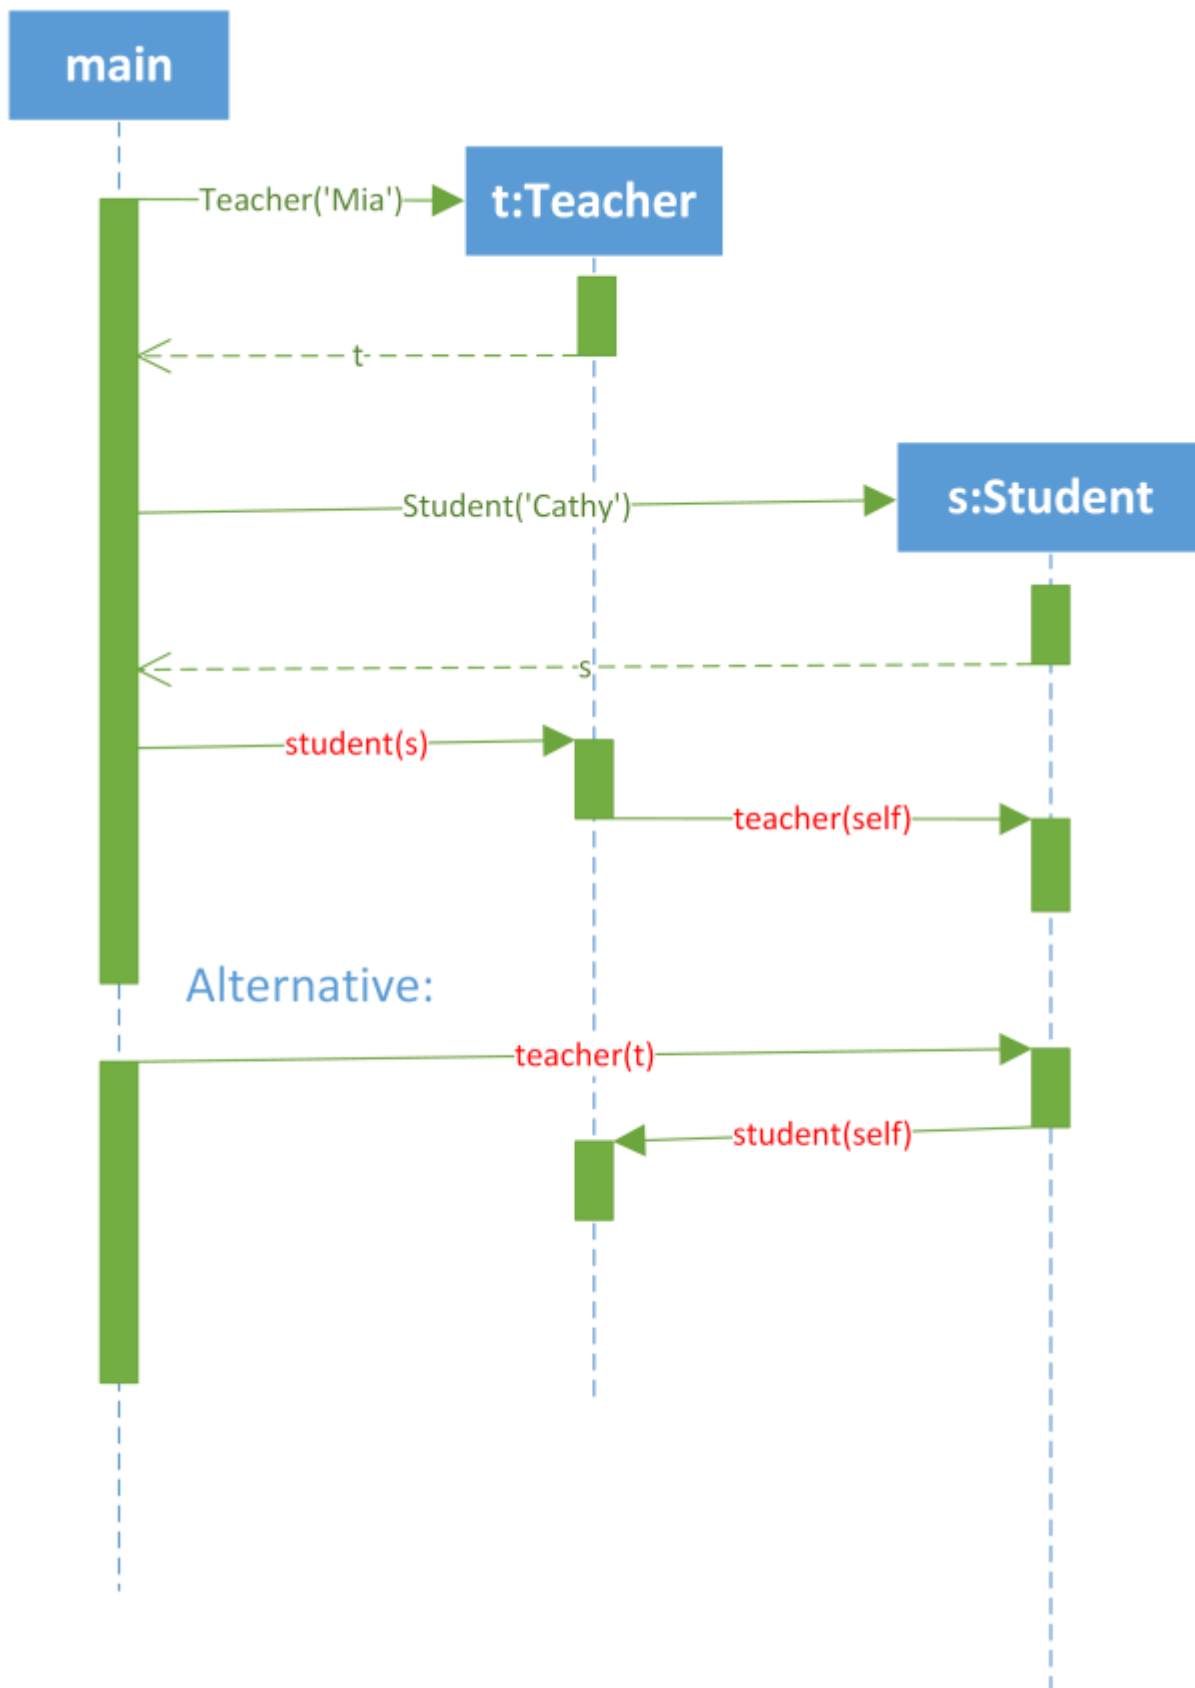 main
t:Teacher
Teacher('Mia')
t
s:Student
Student('Cathy')
s
student(s)
teacher(self)
Alternative:
teacher(t)
student(self)